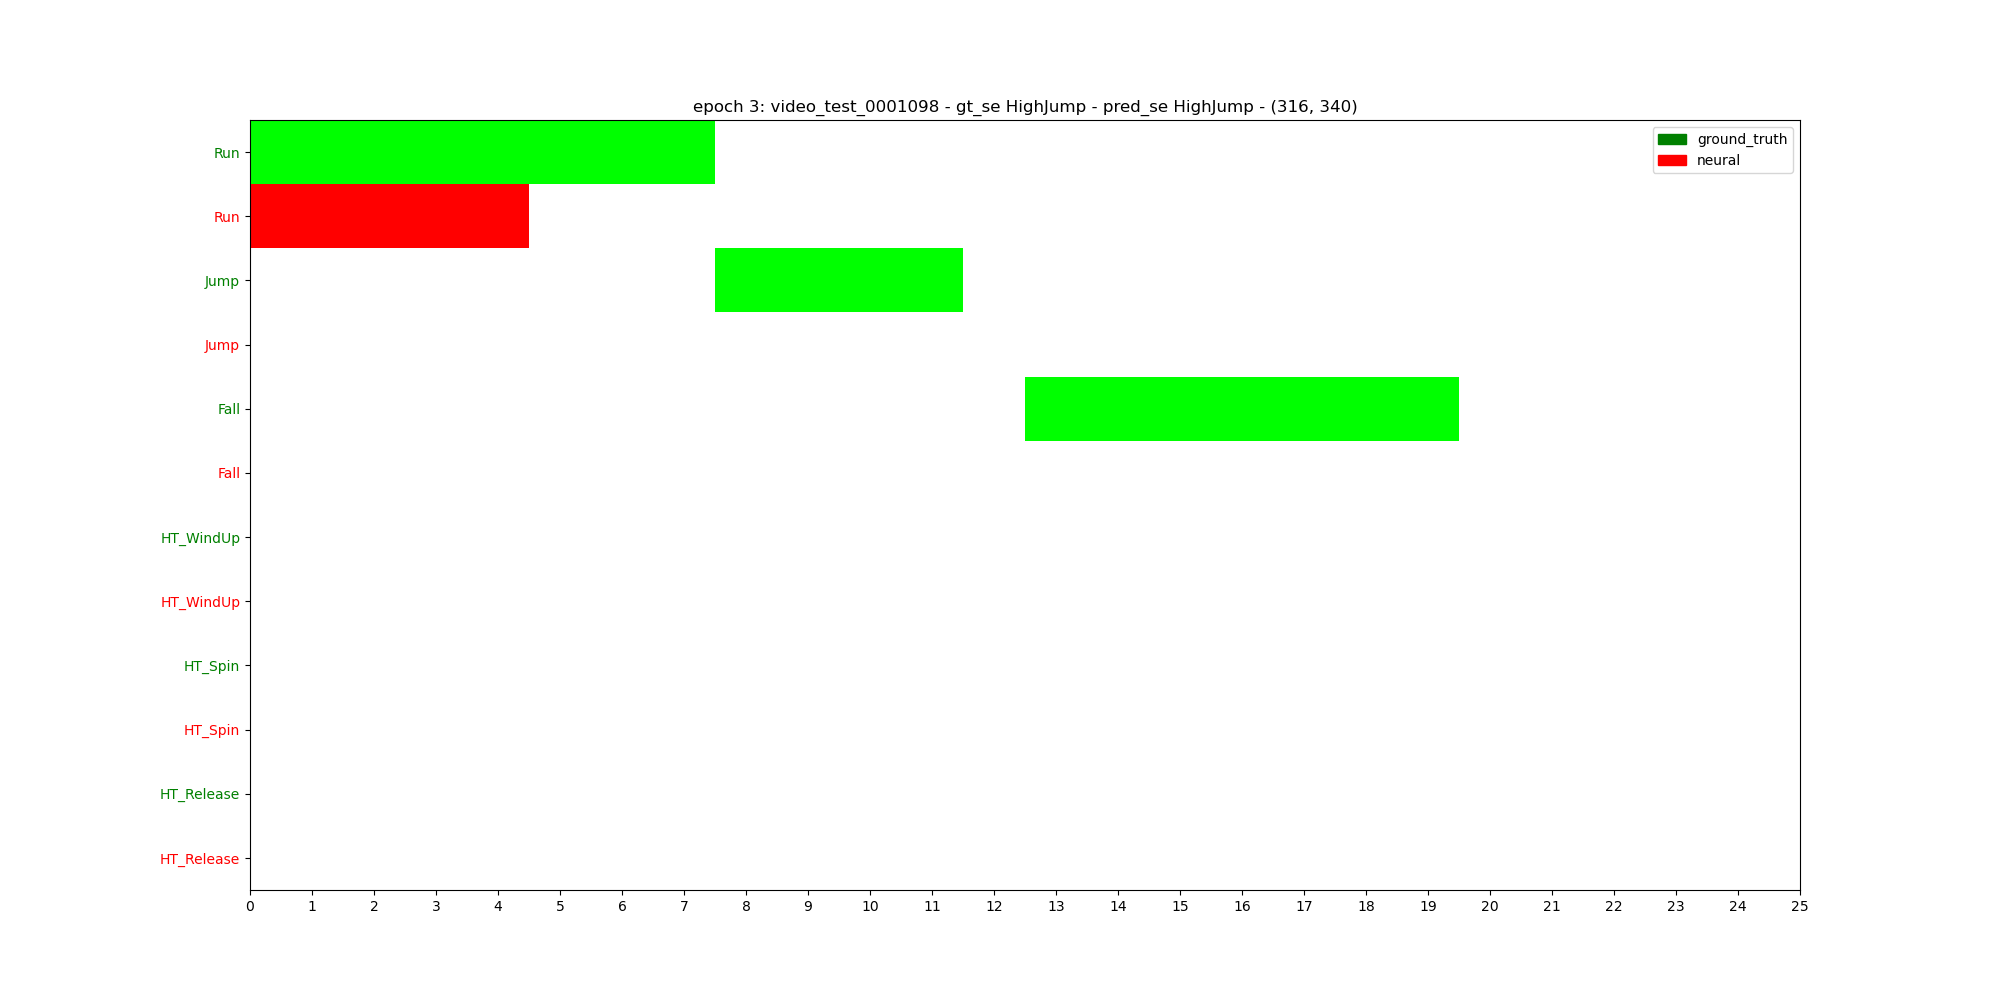 epoch 3: video_test_0001098 - gt_se HighJump - pred_se HighJump - (316, 340)
ground_truth
neural
Run
Run
Jump
Jump
Fall
Fall
HT_WindUp
HT_WindUp
HT_Spin
HT_Spin
HT_Release
HT_Release
0 1 2 3 4 5 6 7 8 9 10 11 12 13 14 15 16 17 18 19 20 21 22 23 24 25